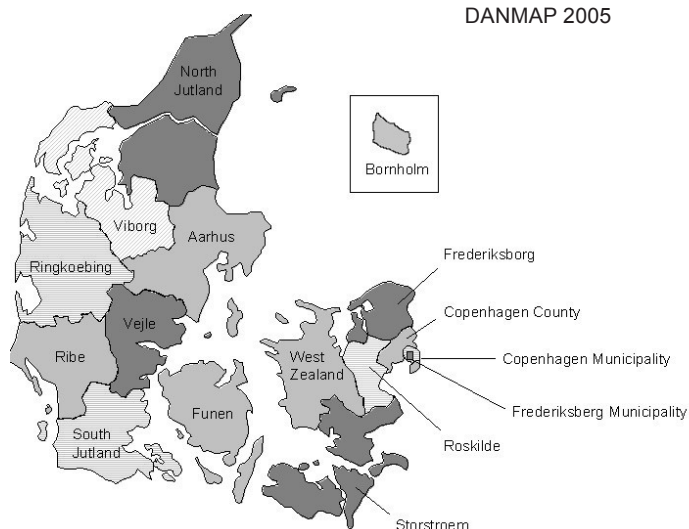 DANMAP 2005
North
Jutland
Bornholm
Viborg
Aarhus
Ringkoebing
Frederiksborg
Copenhagen County
Vejle
Ribe
West
Zealand
Copenhagen Municipality
Funen
Frederiksberg Municipality
South
Jutland
Roskilde
Storstroem